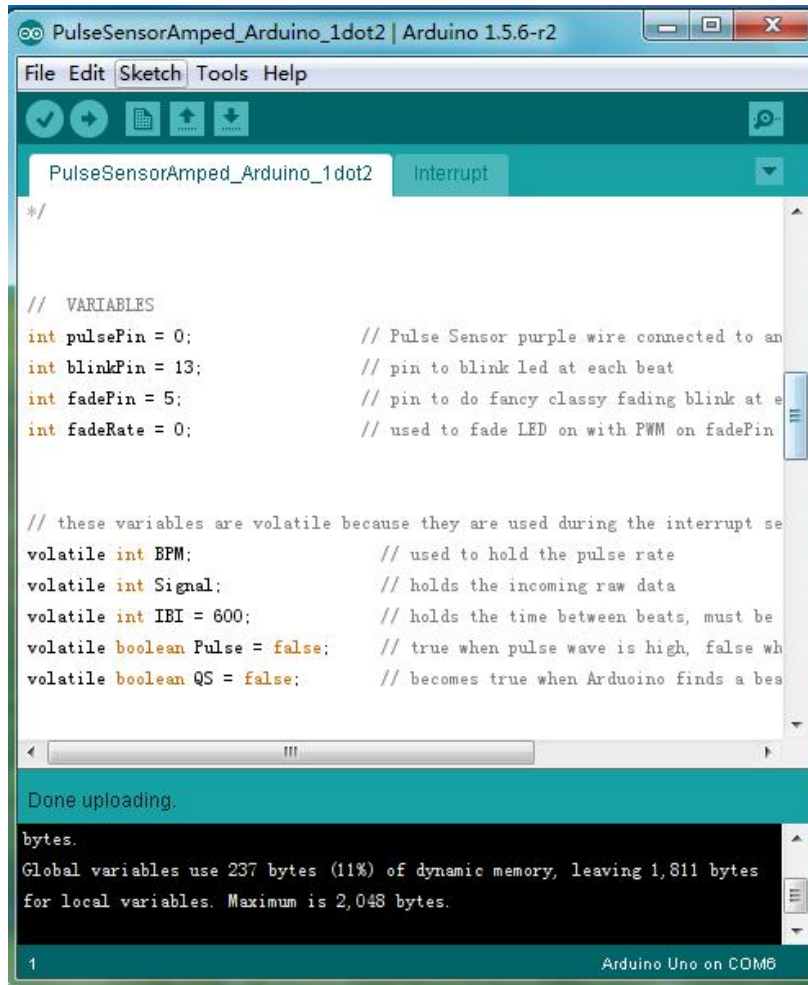 PulseSensorAmped_Arduino_1dot2 | Arduino 1.5.6-r2
File Edit Sketch Tools Help
PulseSensorAmped_Arduino_1dot2 Interrupt
*/
// VARIABLES
int pulsePin = 0; // Pulse Sensor purple wire connected to an
int blinkPin = 13; // pin to blink led at each beat
int fadePin = 5; // pin to do fancy classy fading blink at e
int fadeRate = 0; // used to fade LED on with PWM on fadePin
// these variables are volatile because they are used during the interrupt se
volatile int BPM; // used to hold the pulse rate
volatile int Signal; // holds the incoming raw data
volatile int IBI = 600; // holds the time between beats, must be
volatile boolean Pulse = false; // true when pulse wave is high, false wh
volatile boolean QS = false; // becomes true when Arduoino finds a bea
Done uploading.
bytes.
Global variables use 237 bytes (11%) of dynamic memory, leaving 1,811 bytes
for local variables. Maximum is 2,048 bytes.
1 Arduino Uno on COM6